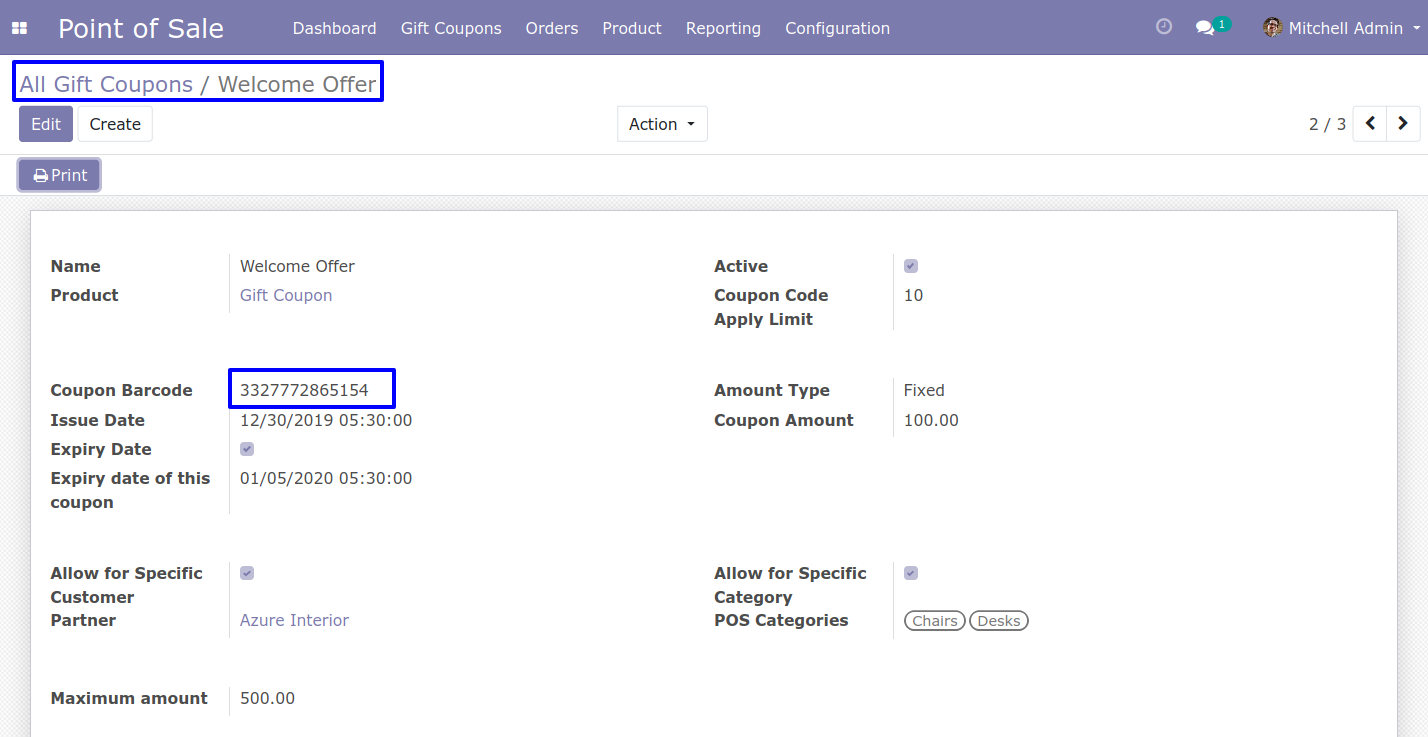 Point of Sale Dashboard Gift Coupons Orders Product Reporting Configuration 1 Mitchell Admin
All Gift Coupons / Welcome Offer
Edit Create Action 2 / 3
Print
Name Welcome Offer Active
Product Gift Coupon Coupon Code 10
Apply Limit
Coupon Barcode 3327772865154 Amount Type Fixed
Issue Date 12/30/2019 05:30:00 Coupon Amount 100.00
Expiry Date
Expiry date of this 01/05/2020 05:30:00
coupon
Allow for Specific Allow for Specific
Customer Category
Partner Azure Interior POS Categories Chairs Desks
Maximum amount 500.00